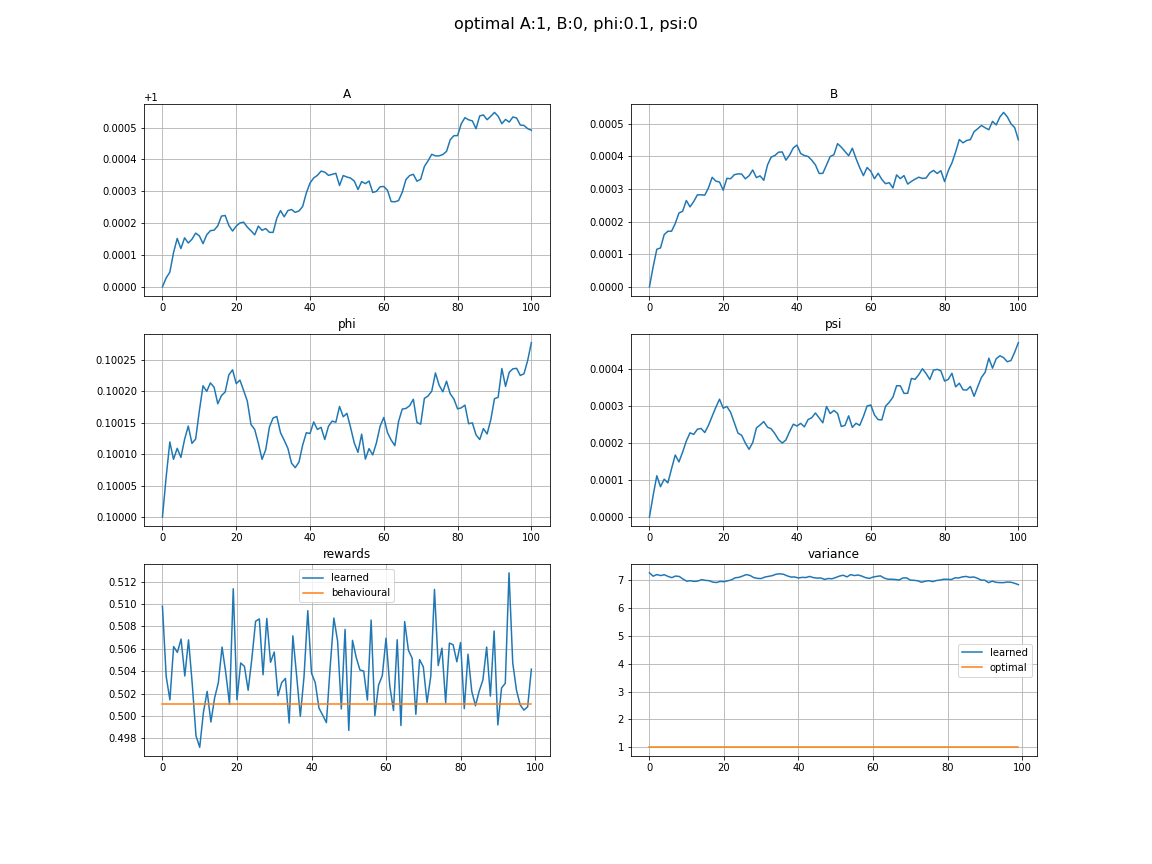 optimal A:1, B:0, phi:0.1, psi:0
A
+1
0.0005
0.0004
0.0003
0.0002
0.0001
0.0000
0 20 40 60 80 100
B
0.0005
0.0004
0.0003
0.0002
0.0001
0.0000
0 20 40 60 80 100
phi
0.10025
0.10020
0.10015
0.10010
0.10005
0.10000
0 20 40 60 80 100
psi
0.0004
0.0003
0.0002
0.0001
0.0000
0 20 40 60 80 100
rewards
learned
behavioural
0.512
0.510
0.508
0.506
0.504
0.502
0.500
0.498
0 20 40 60 80 100
variance
7
6
5
4
3
2
1
learned
optimal
0 20 40 60 80 100